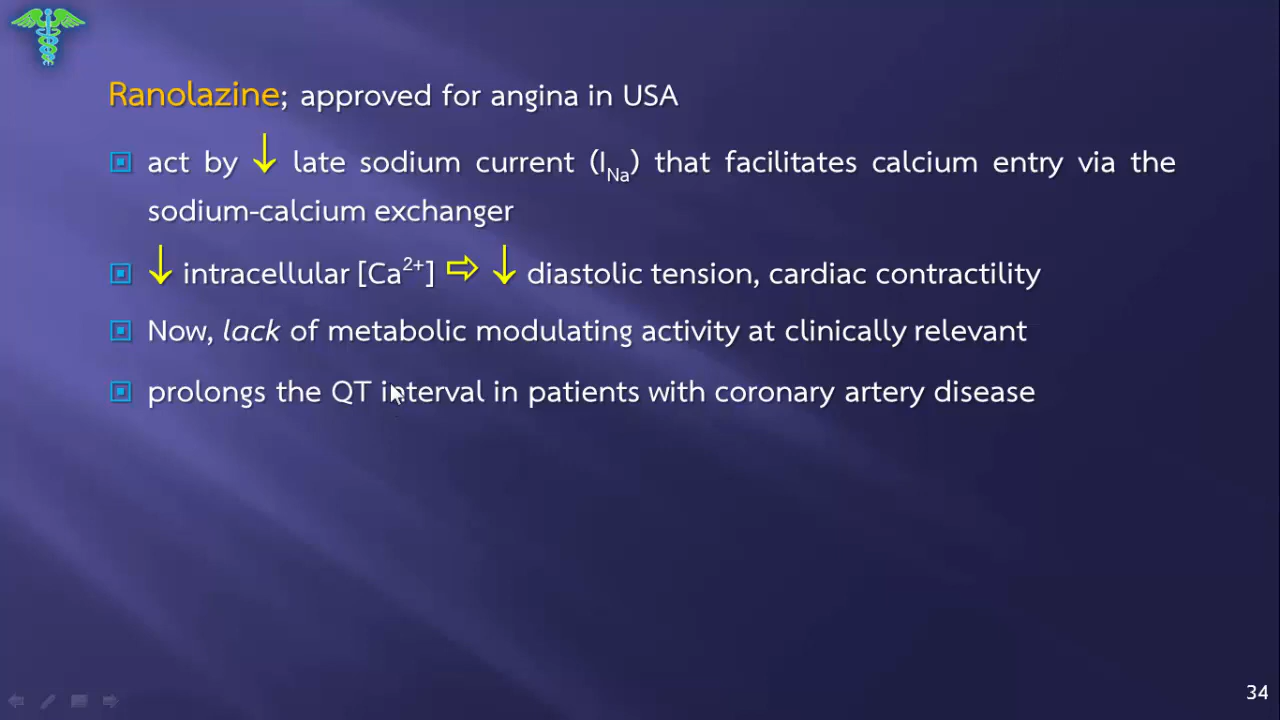 Ranolazine; approved for angina in USA
act by ↓ late sodium current (INa) that facilitates calcium entry via the
sodium-calcium exchanger
↓ intracellular [Ca2+] ⇨ ↓ diastolic tension, cardiac contractility
Now, lack of metabolic modulating activity at clinically relevant
prolongs the QT interval in patients with coronary artery disease
34